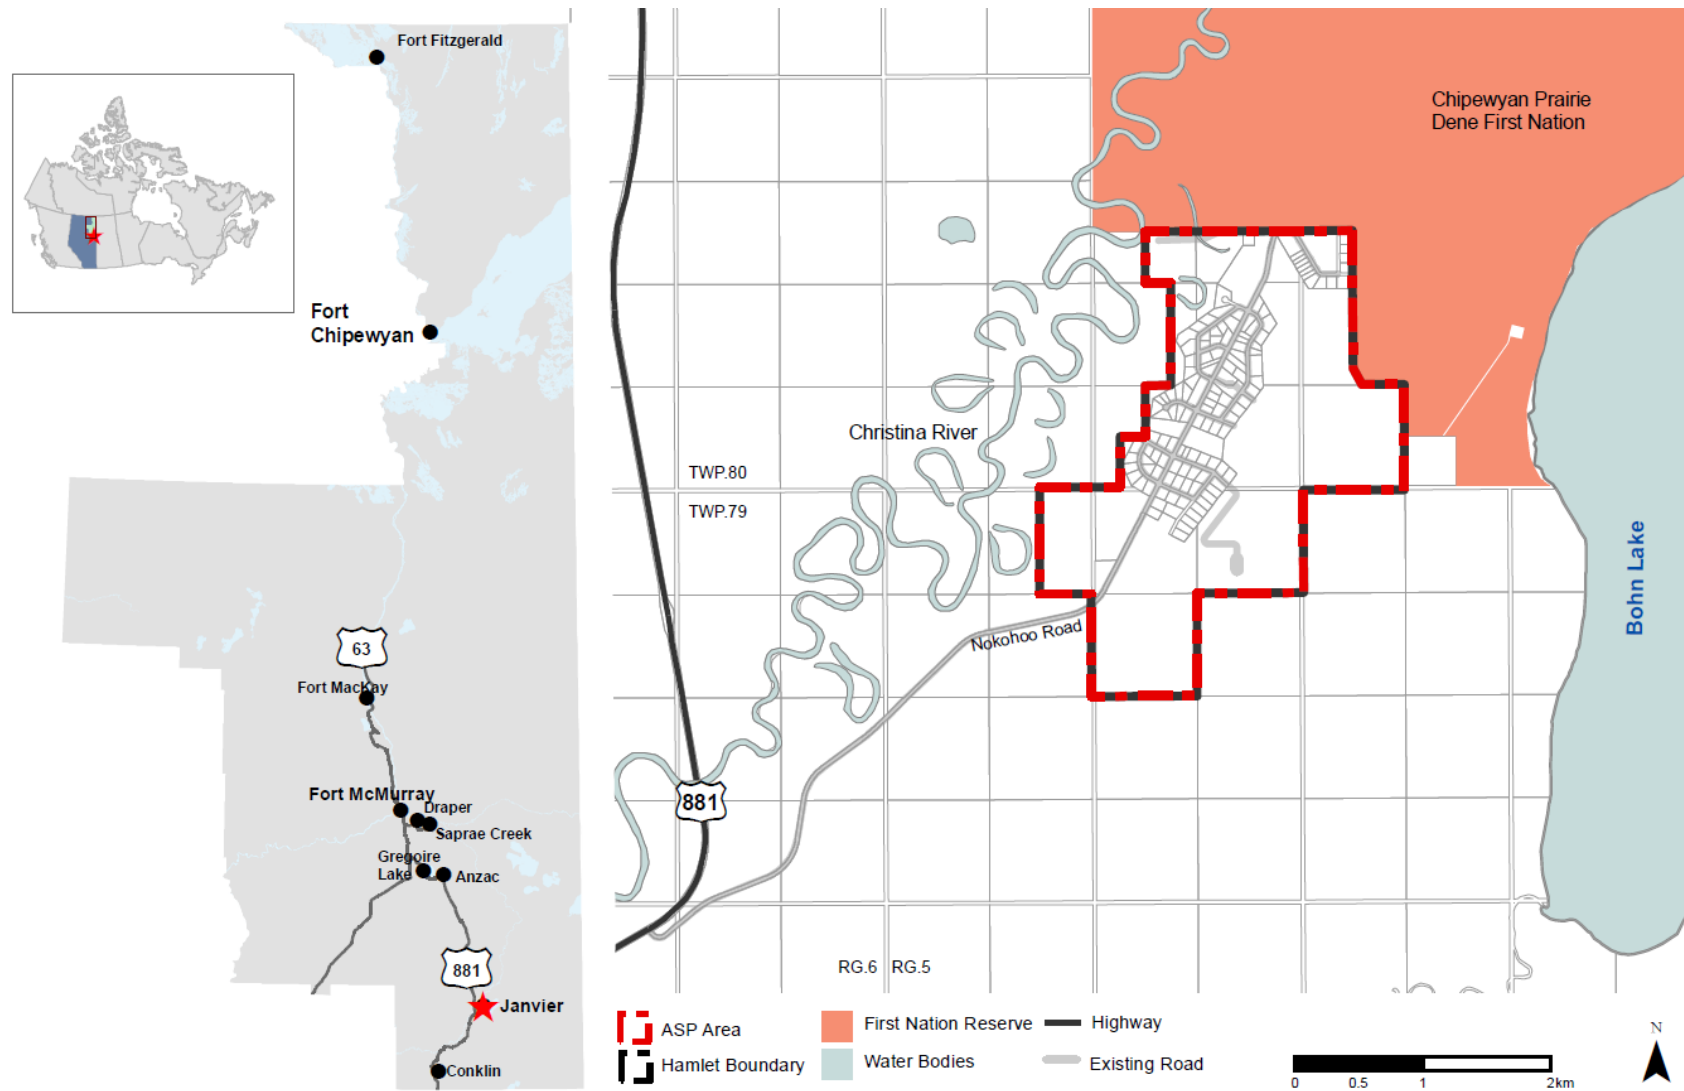 Fort Fitzgerald
Fort
Chipewyan
63
Fort MacKay
Fort McMurray
Draper
Saprae Creek
Gregoire
Lake
Anzac
881
Janvier
Conklin
Chipewyan Prairie
Dene First Nation
Christina River
TWP.80
TWP.79
Nokohoo Road
Bohn Lake
881
RG.6 RG.5
ASP Area
Hamlet Boundary
First Nation Reserve
Water Bodies
Highway
Existing Road
N
0 0.5 1 2km